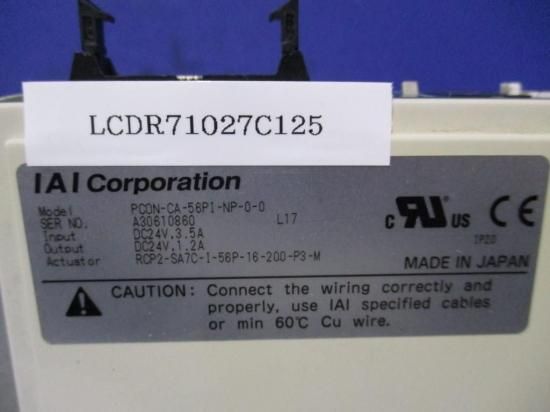 LCDR71027C125
IAI Corporation
Model PCON-CA-56PI-NP-0-0
SER NO. A30610860 L17
Input DC24V,3.5A
Output DC24V,1.2A
Actuator RCP2-SA7C-I-56P-16-200-P3-M
c RU US
IP20
MADE IN JAPAN
CAUTION: Connect the wiring correctly and
properly, use IAI specified cables
or min 60℃ Cu wire.